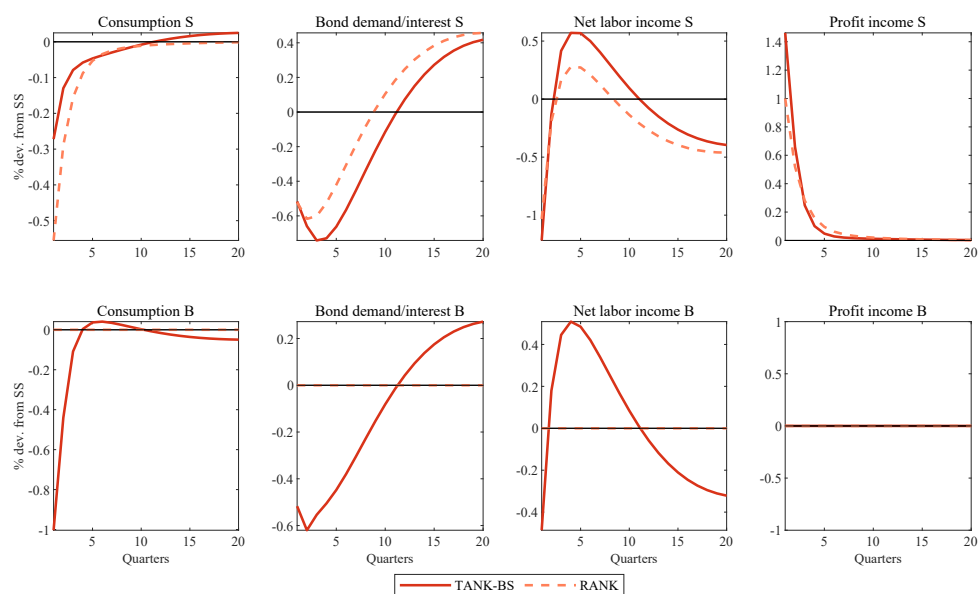 Consumption S
Bond demand/interest S
Net labor income S
Profit income S
% dev. from SS
0
-0.1
-0.2
-0.3
-0.4
-0.5
5 10 15 20
0.4
0.2
0
-0.2
-0.4
-0.6
5 10 15 20
0.5
0
-0.5
-1
5 10 15 20
1.4
1.2
1
0.8
0.6
0.4
0.2
0
5 10 15 20
Consumption B
Bond demand/interest B
Net labor income B
Profit income B
% dev. from SS
0
-0.2
-0.4
-0.6
-0.8
-1
5 10 15 20
Quarters
0.2
0
-0.2
-0.4
-0.6
5 10 15 20
Quarters
0.4
0.2
0
-0.2
-0.4
5 10 15 20
Quarters
1
0.5
0
-0.5
-1
5 10 15 20
Quarters
TANK-BS RANK